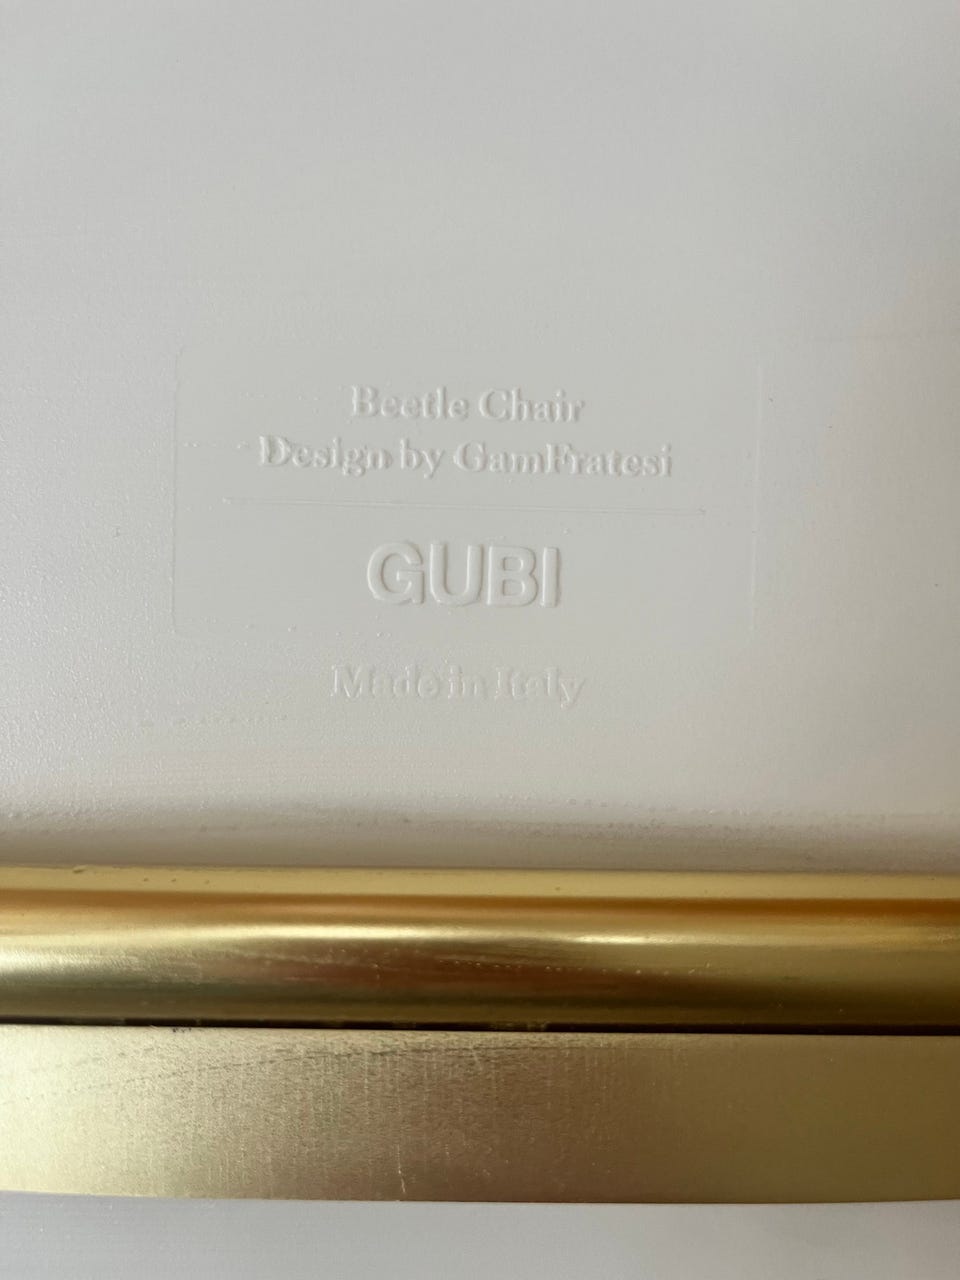 Beetle Chair
Design by GamFratesi
GUBI
Made in Italy